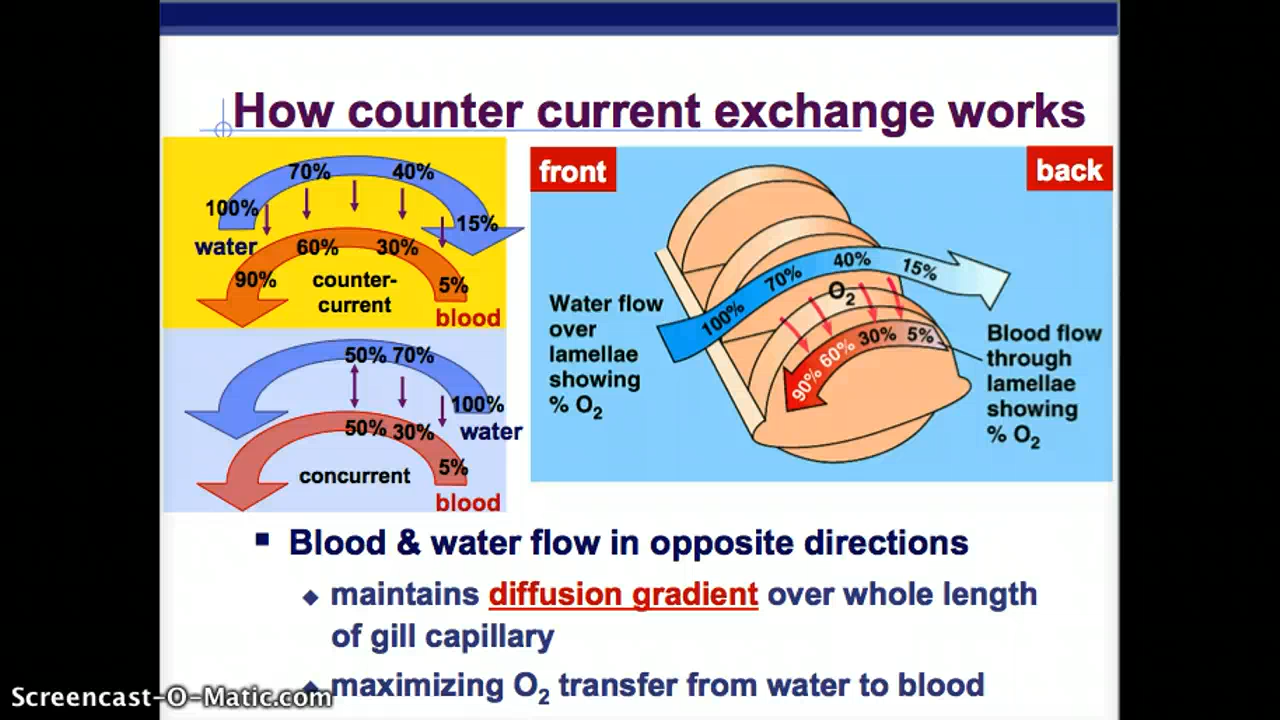 How counter current exchange works
70% 40%
100% 15%
water 60% 30%
90% counter- 5%
current
blood
50% 70%
100%
50% 30% water
5%
concurrent
blood
front
back
40% 15%
70%
100%
O2
Water flow
over
lamellae
showing
% O2
90% 60% 30% 5%
Blood flow
through
lamellae
showing
% O2
Blood & water flow in opposite directions
maintains diffusion gradient over whole length
of gill capillary
maximizing O2 transfer from water to blood
Screencast-O-Matic.com